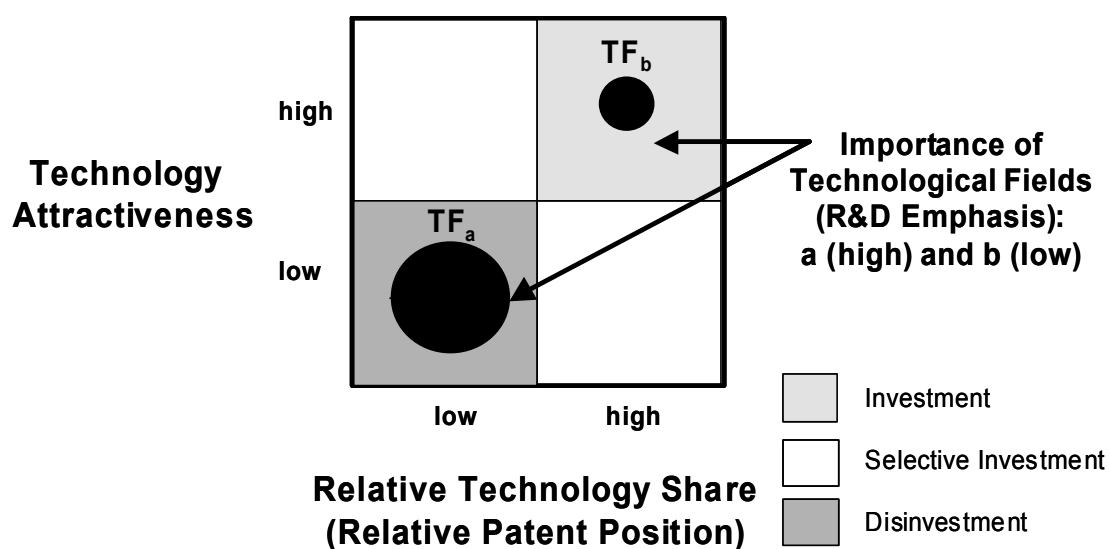 TFb
high
Technology
Attractiveness
Importance of
Technological Fields
(R&D Emphasis):
a (high) and b (low)
TFa
low
low
high
Investment
Selective Investment
Disinvestment
Relative Technology Share
(Relative Patent Position)